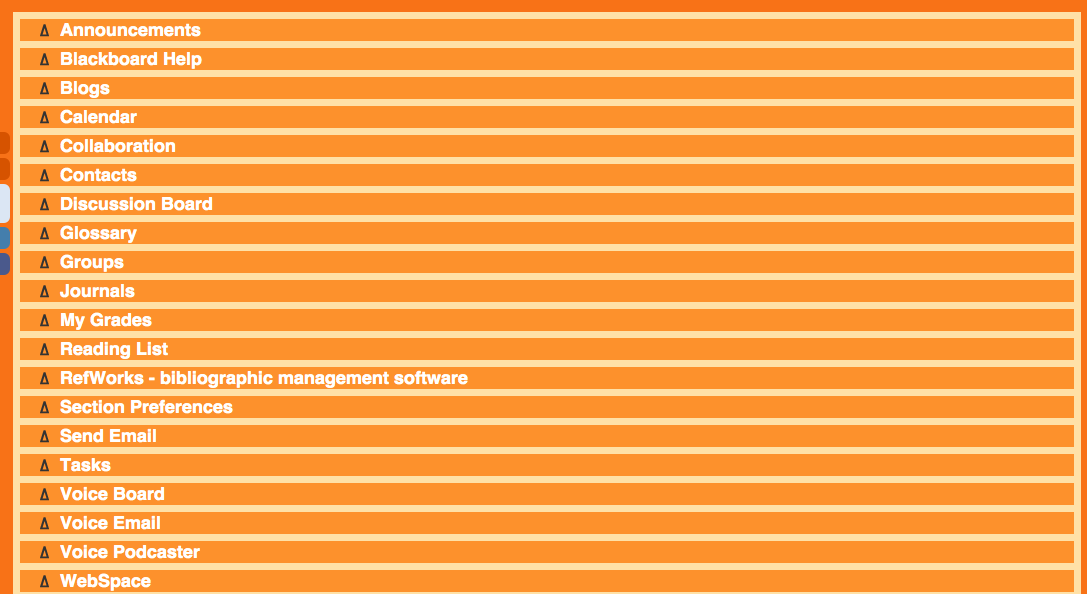 Announcements
Blackboard Help
Blogs
Calendar
Collaboration
Contacts
Discussion Board
Glossary
Groups
Journals
My Grades
Reading List
RefWorks - bibliographic management software
Section Preferences
Send Email
Tasks
Voice Board
Voice Email
Voice Podcaster
WebSpace